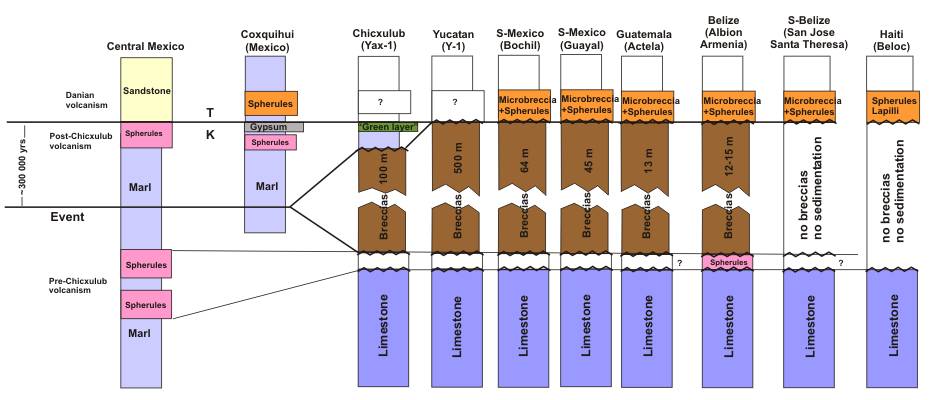 Central Mexico
Coxquihui
(Mexico)
Chicxulub
(Yax-1)
Yucatan
(Y-1)
S-Mexico
(Bochil)
S-Mexico
(Guayal)
Guatemala
(Actela)
Belize
(Albion
Armenia)
S-Belize
(San Jose
Santa Theresa)
Haiti
(Beloc)
Danian
volcanism
Sandstone
T
Spherules
?
?
Microbreccia
+Spherules
Microbreccia
+Spherules
Microbreccia
+Spherules
Microbreccia
+Spherules
Microbreccia
+Spherules
Spherules
Lapilli
Post-Chicxulub
volcanism
Spherules
K
Gypsum
Spherules
"Green layer"
~300 000 yrs
Marl
Marl
100 m
500 m
64 m
45 m
13 m
12-15 m
no breccias
no sedimentation
no breccias
no sedimentation
Event
Breccias
Breccias
Breccias
Breccias
Breccias
Breccias
Pre-Chicxulub
volcanism
Spherules
Spherules
?
Spherules
?
Marl
Limestone
Limestone
Limestone
Limestone
Limestone
Limestone
Limestone
Limestone